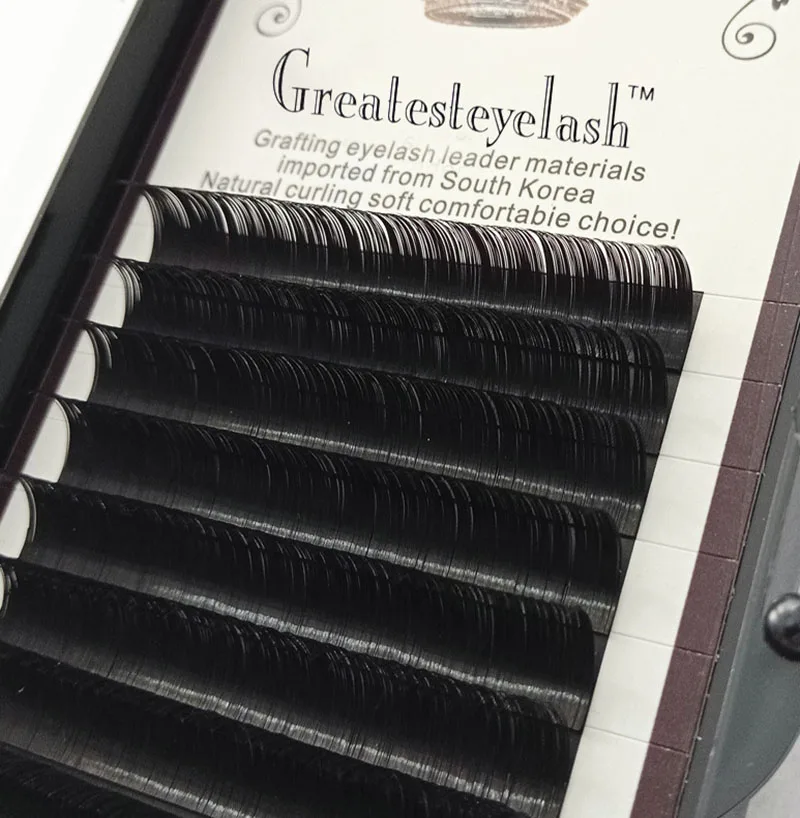 Greatesteyelash™
Grafting eyelash leader materials
imported from South Korea
Natural curling soft comfortabie choice!